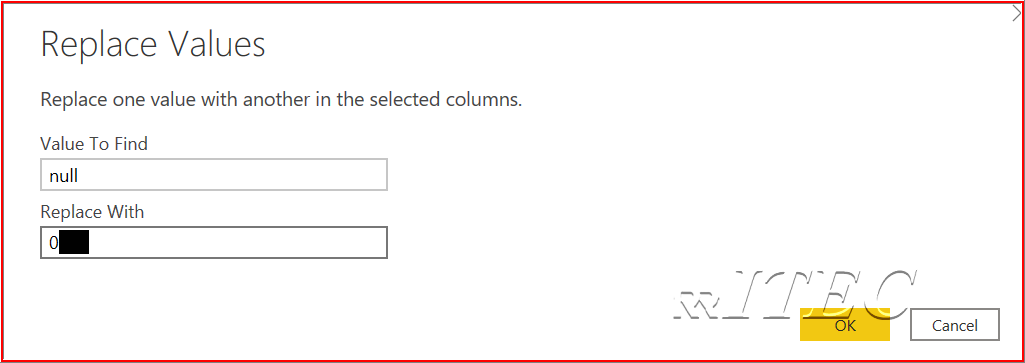 Replace Values
Replace one value with another in the selected columns.
Value To Find
null
Replace With
0
RRITEC
OK
Cancel